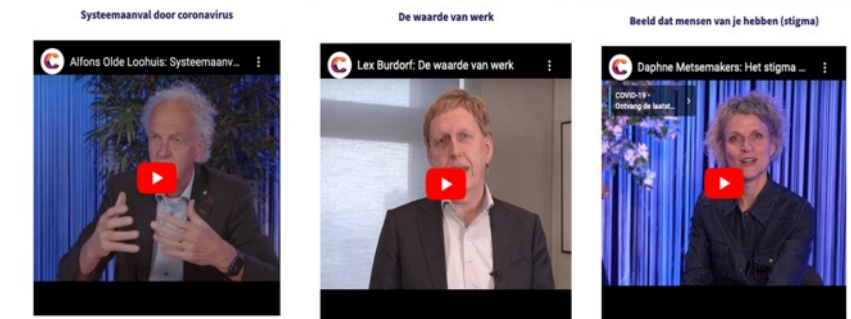 Systeemaanval door coronavirus
De waarde van werk
Beeld dat mensen van je hebben (stigma)
Alfons Olde Loohuis: Systeemaanv...
Lex Burdorf: De waarde van werk
Daphne Metsemakers: Het stigma ...
COVID-19 -
Ontvang de laatst...